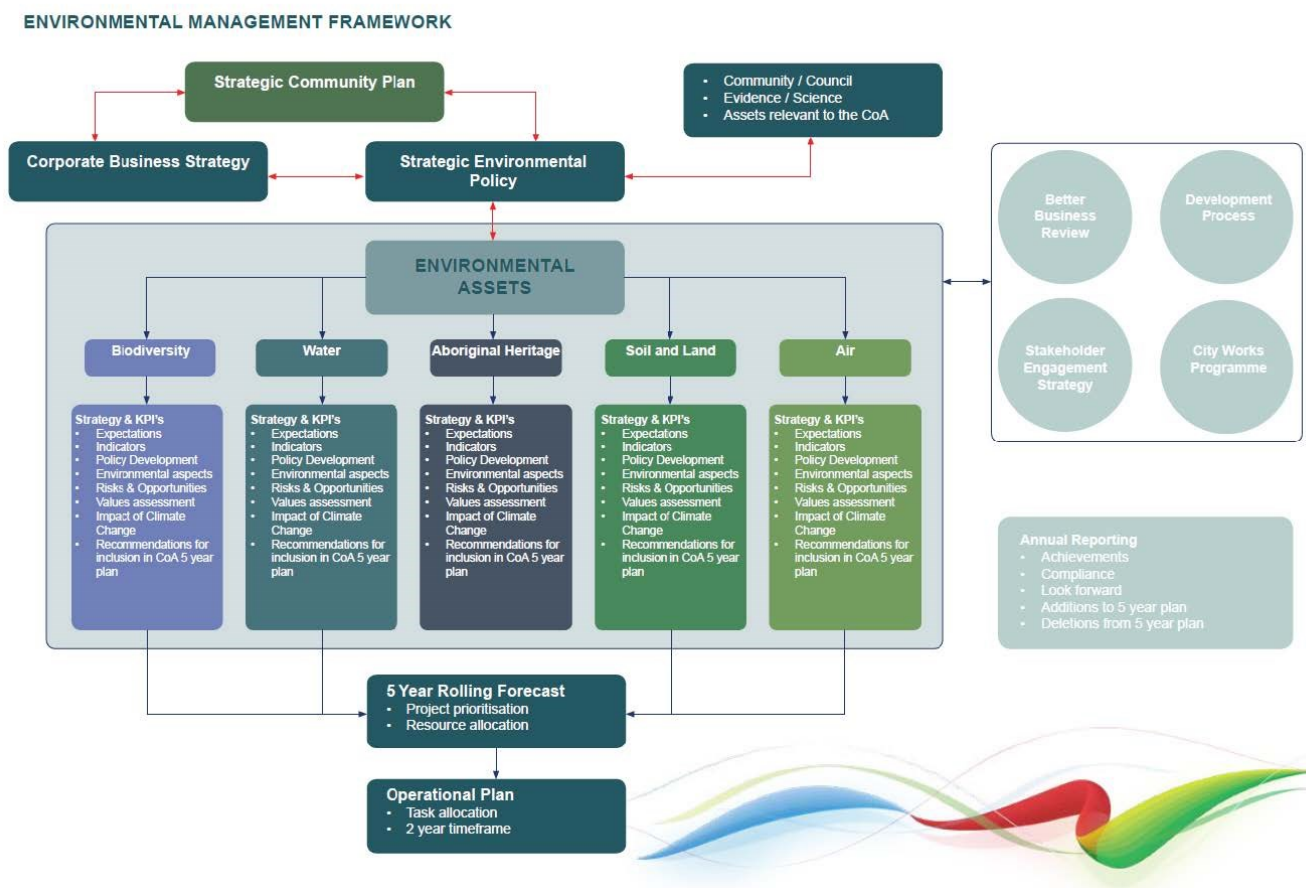 ENVIRONMENTAL MANAGEMENT FRAMEWORK
Strategic Community Plan
• Community / Council
• Evidence / Science
• Assets relevant to the CoA
Corporate Business Strategy
Strategic Environmental
Policy
ENVIRONMENTAL
ASSETS
Biodiversity
Water
Aboriginal Heritage
Soil and Land
Air
Strategy & KPI's
• Expectations
• Indicators
• Policy Development
• Environmental aspects
• Risks & Opportunities
• Values assessment
• Impact of Climate
Change
• Recommendations for
inclusion in CoA 5 year
plan
Strategy & KPI's
• Expectations
• Indicators
• Policy Development
• Environmental aspects
• Risks & Opportunities
• Values assessment
• Impact of Climate
Change
• Recommendations for
inclusion in CoA 5 year
plan
Strategy & KPI's
• Expectations
• Indicators
• Policy Development
• Environmental aspects
• Risks & Opportunities
• Values assessment
• Impact of Climate
Change
• Recommendations for
inclusion in CoA 5 year
plan
Strategy & KPI's
• Expectations
• Indicators
• Policy Development
• Environmental aspects
• Risks & Opportunities
• Values assessment
• Impact of Climate
Change
• Recommendations for
inclusion in CoA 5 year
plan
Strategy & KPI's
• Expectations
• Indicators
• Policy Development
• Environmental aspects
• Risks & Opportunities
• Values assessment
• Impact of Climate
Change
• Recommendations for
inclusion in CoA 5 year
plan
5 Year Rolling Forecast
• Project prioritisation
• Resource allocation
Operational Plan
• Task allocation
• 2 year timeframe
Better
Business
Review
Development
Process
Stakeholder
Engagement
Strategy
City Works
Programme
Annual Reporting
• Achievements
• Compliance
• Look forward
• Additions to 5 year plan
• Deletions from 5 year plan